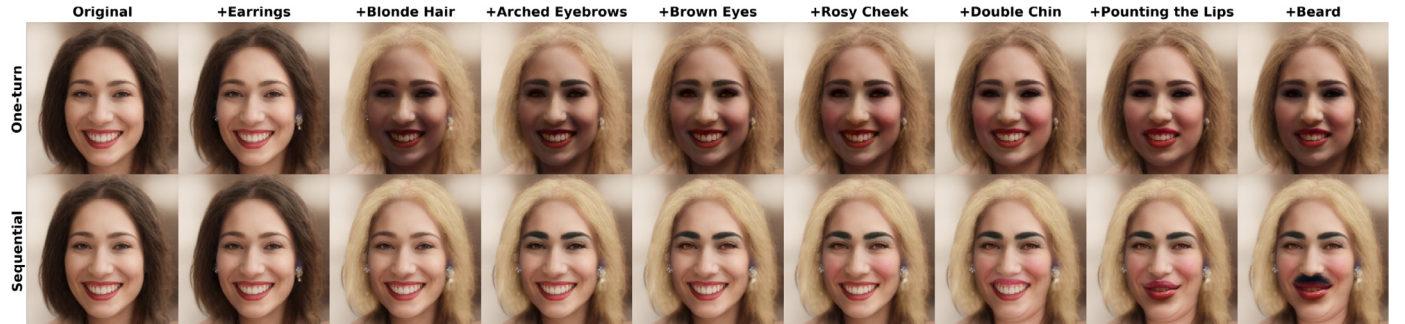 Original +Earrings +Blonde Hair +Arched Eyebrows +Brown Eyes +Rosy Cheek +Double Chin +Pounting the Lips +Beard
One-turn
Sequential